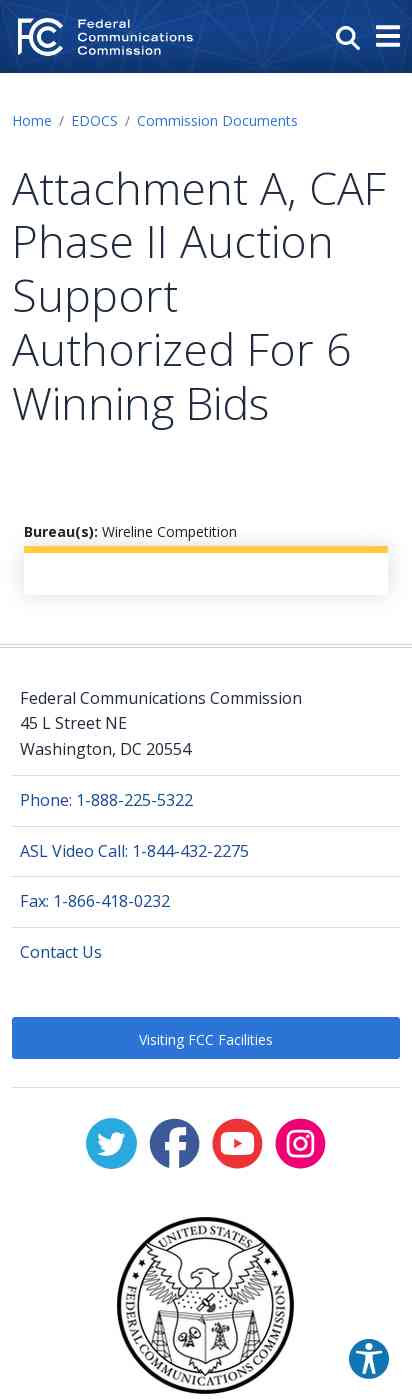 Federal
Communications
Commission
Home / EDOCS / Commission Documents
Attachment A, CAF
Phase II Auction
Support
Authorized For 6
Winning Bids
Bureau(s): Wireline Competition
Federal Communications Commission
45 L Street NE
Washington, DC 20554
Phone: 1-888-225-5322
ASL Video Call: 1-844-432-2275
Fax: 1-866-418-0232
Contact Us
Visiting FCC Facilities
UNITED STATES
FEDERAL COMMUNICATIONS COMMISSION